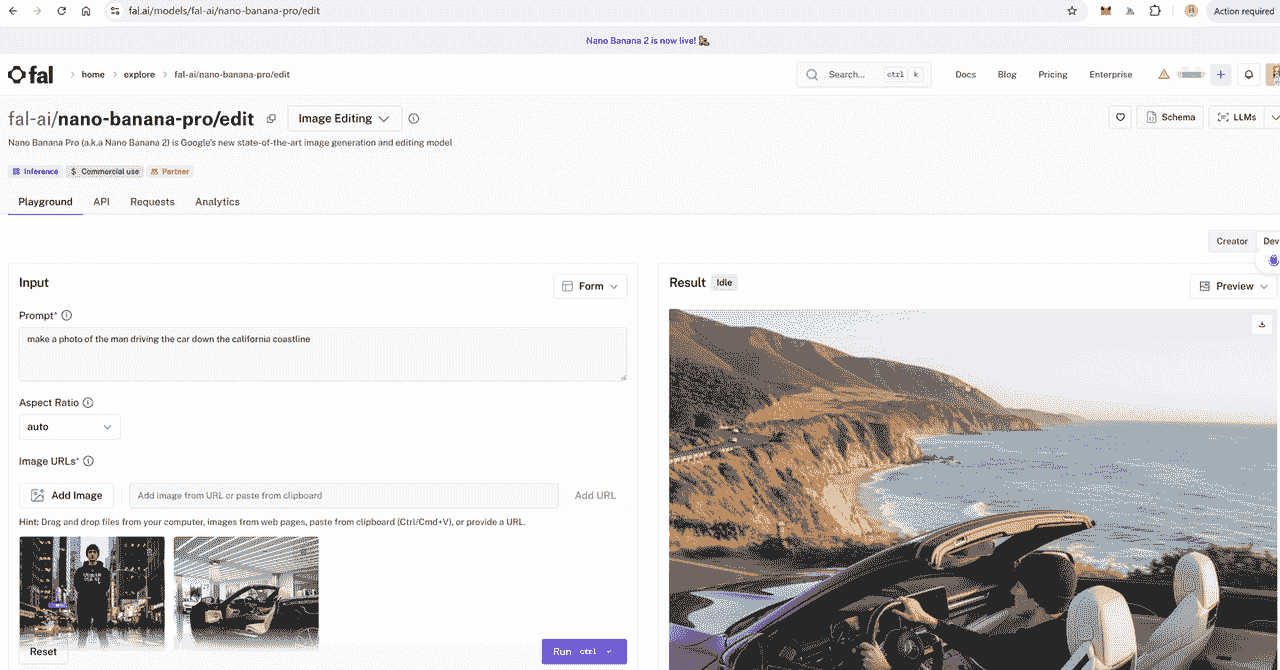 fal.ai/models/fal-ai/nano-banana-pro/edit
Action required
Nano Banana 2 is now live!
fal
home
explore
fal-ai/nano-banana-pro/edit
Search...
ctrl
k
Docs
Blog
Pricing
Enterprise
fal-ai/nano-banana-pro/edit
Image Editing
Schema
LLMs
Nano Banana Pro (a.k.a Nano Banana 2) is Google's new state-of-the-art image generation and editing model
Inference
$ Commercial use
Partner
Playground
API
Requests
Analytics
Creator
Dev
Input
Form
Prompt*
make a photo of the man driving the car down the california coastline
Aspect Ratio
auto
Image URLs*
Add Image
Add image from URL or paste from clipboard
Add URL
Hint: Drag and drop files from your computer, images from web pages, paste from clipboard (Ctrl/Cmd+V), or provide a URL.
Reset
Run
ctrl
Result
Idle
Preview